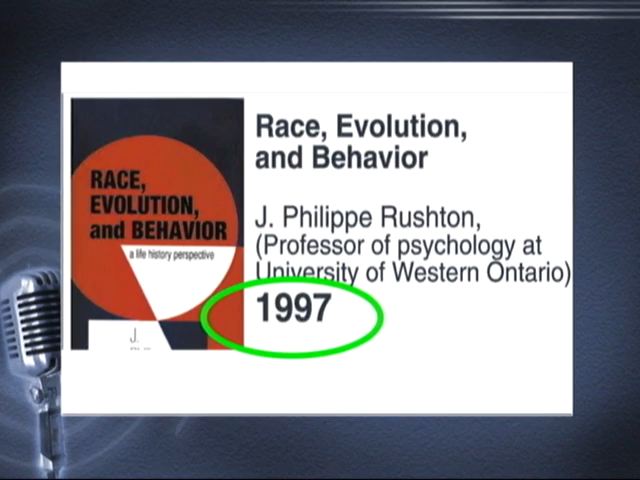 RACE,
EVOLUTION,
and BEHAVIOR
a life history perspective
J.
Race, Evolution,
and Behavior
J. Philippe Rushton,
(Professor of psychology at
University of Western Ontario)
1997